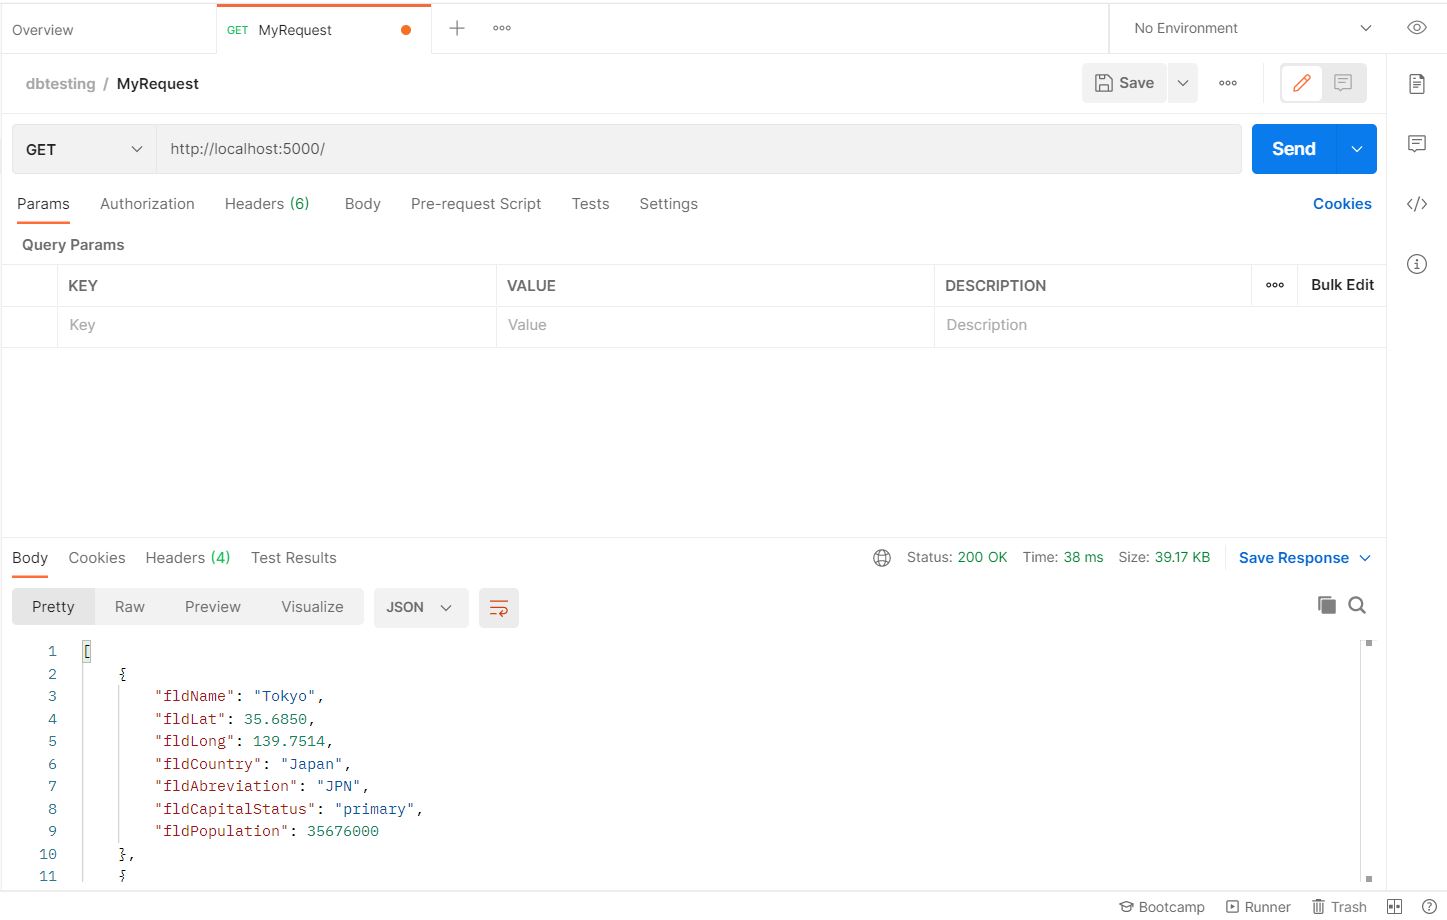 Overview GET MyRequest No Environment
dbtesting / MyRequest Save
GET http://localhost:5000/ Send
Params Authorization Headers (6) Body Pre-request Script Tests Settings Cookies
Query Params
KEY VALUE DESCRIPTION Bulk Edit
Key Value Description
Body Cookies Headers (4) Test Results Status: 200 OK Time: 38 ms Size: 39.17 KB Save Response
Pretty Raw Preview Visualize JSON
1 [
2 {
3 "fldName": "Tokyo",
4 "fldLat": 35.6850,
5 "fldLong": 139.7514,
6 "fldCountry": "Japan",
7 "fldAbreviation": "JPN",
8 "fldCapitalStatus": "primary",
9 "fldPopulation": 35676000
10 },
11 {
Bootcamp Runner Trash